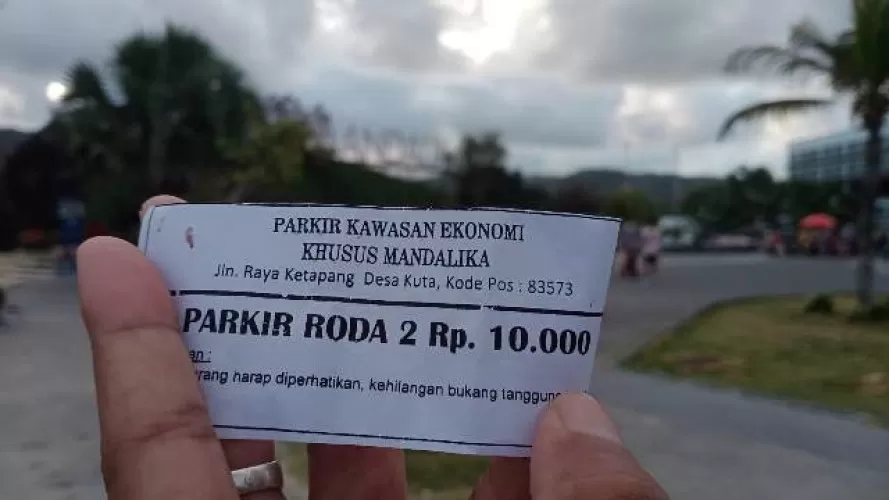 PARKIR KAWASAN EKONOMI
KHUSUS MANDALIKA
Jln. Raya Ketapang Desa Kuta, Kode Pos : 83573
PARKIR RODA 2 Rp. 10.000
harap diperhatikan, kehilangan bukang